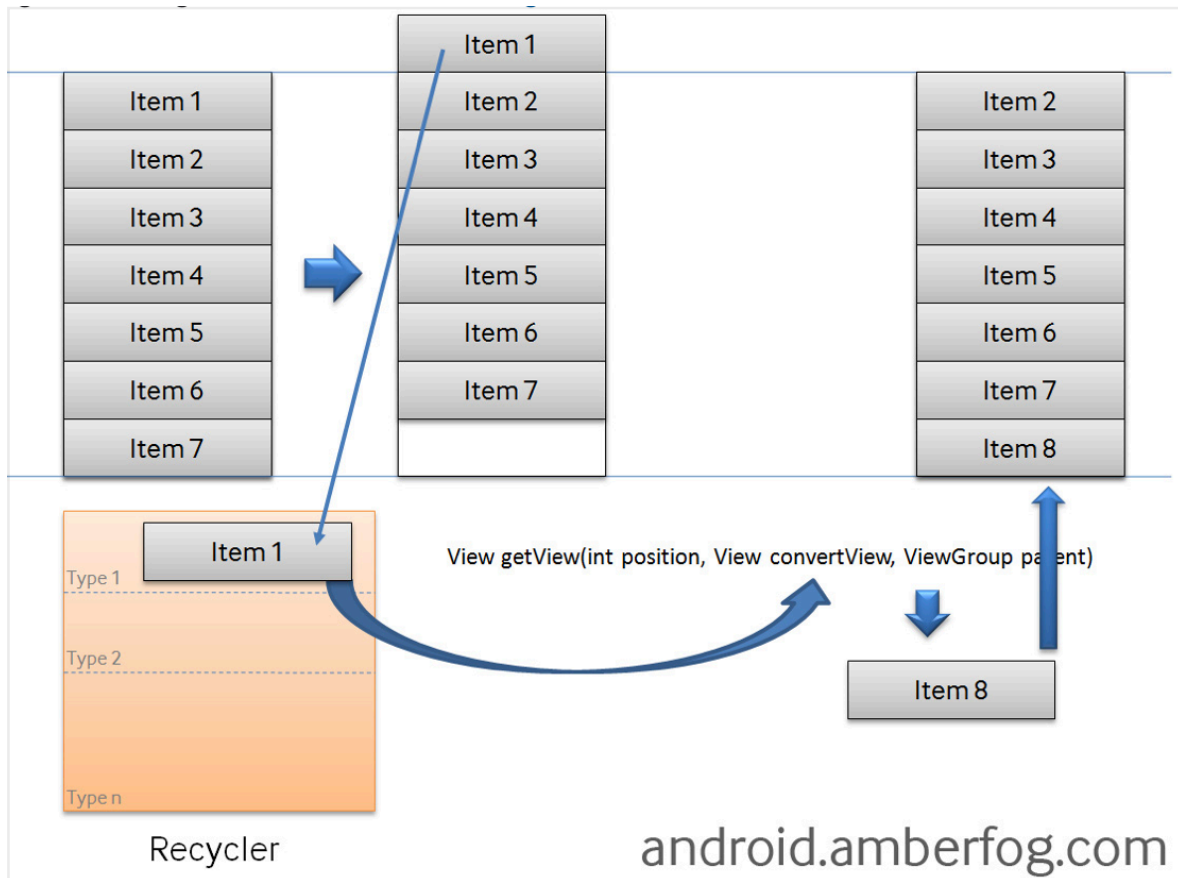 Item 1
Item 2
Item 3
Item 4
Item 5
Item 6
Item 7
Item 1
Item 2
Item 3
Item 4
Item 5
Item 6
Item 7
Item 2
Item 3
Item 4
Item 5
Item 6
Item 7
Item 8
Item 1
Type 1
Type 2
Type n
Recycler
View getView(int position, View convertView, ViewGroup parent)
Item 8
android.amberfog.com